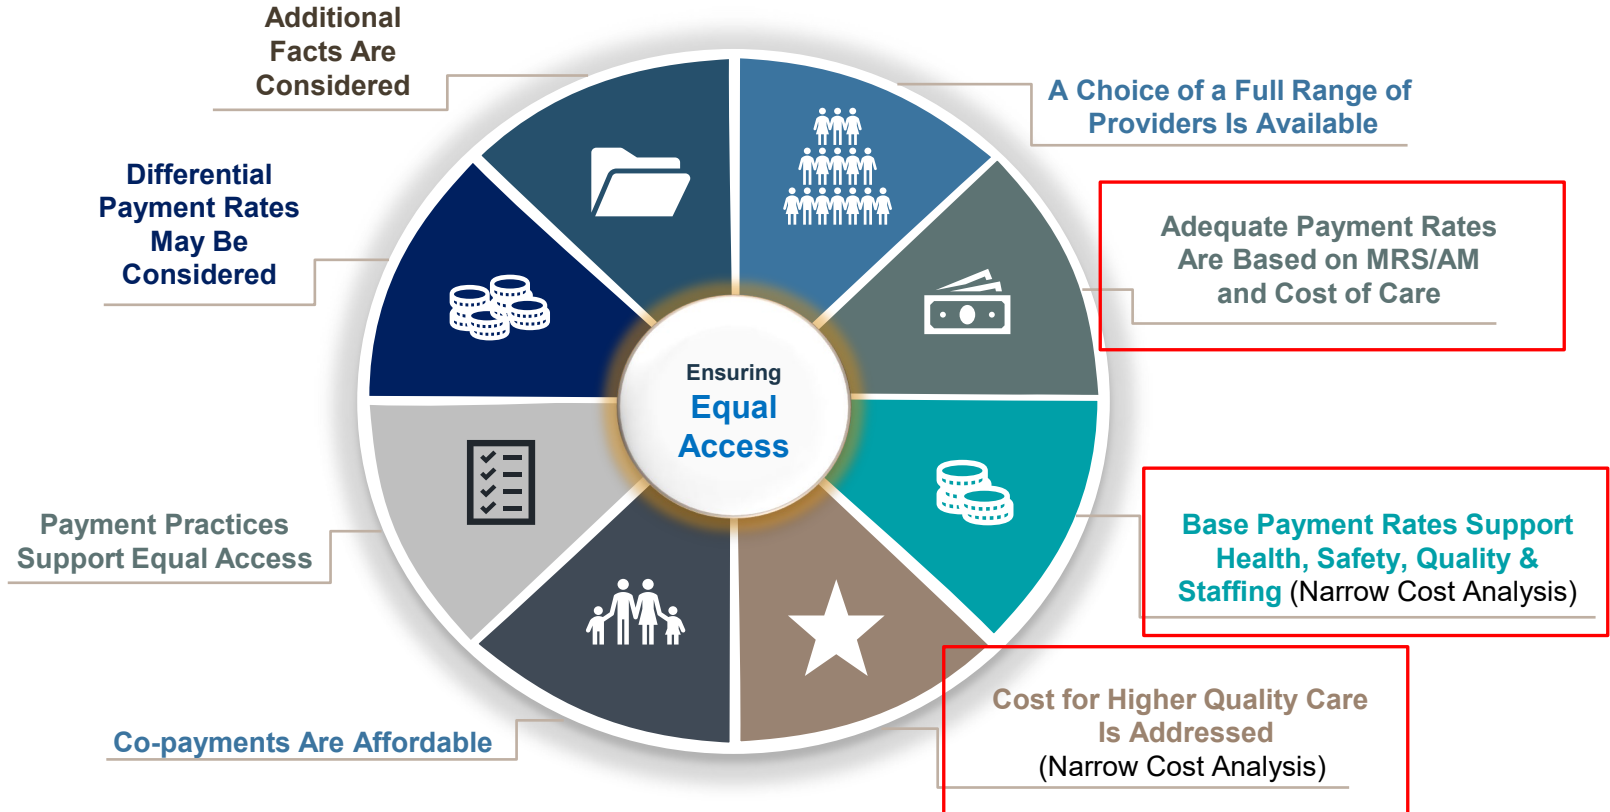 Additional
Facts Are
Considered
A Choice of a Full Range of
Providers Is Available
Differential
Payment Rates
May Be
Considered
Adequate Payment Rates
Are Based on MRS/AM
and Cost of Care
Ensuring
Equal
Access
Payment Practices
Support Equal Access
Base Payment Rates Support
Health, Safety, Quality &
Staffing (Narrow Cost Analysis)
Co-payments Are Affordable
Cost for Higher Quality Care
Is Addressed
(Narrow Cost Analysis)